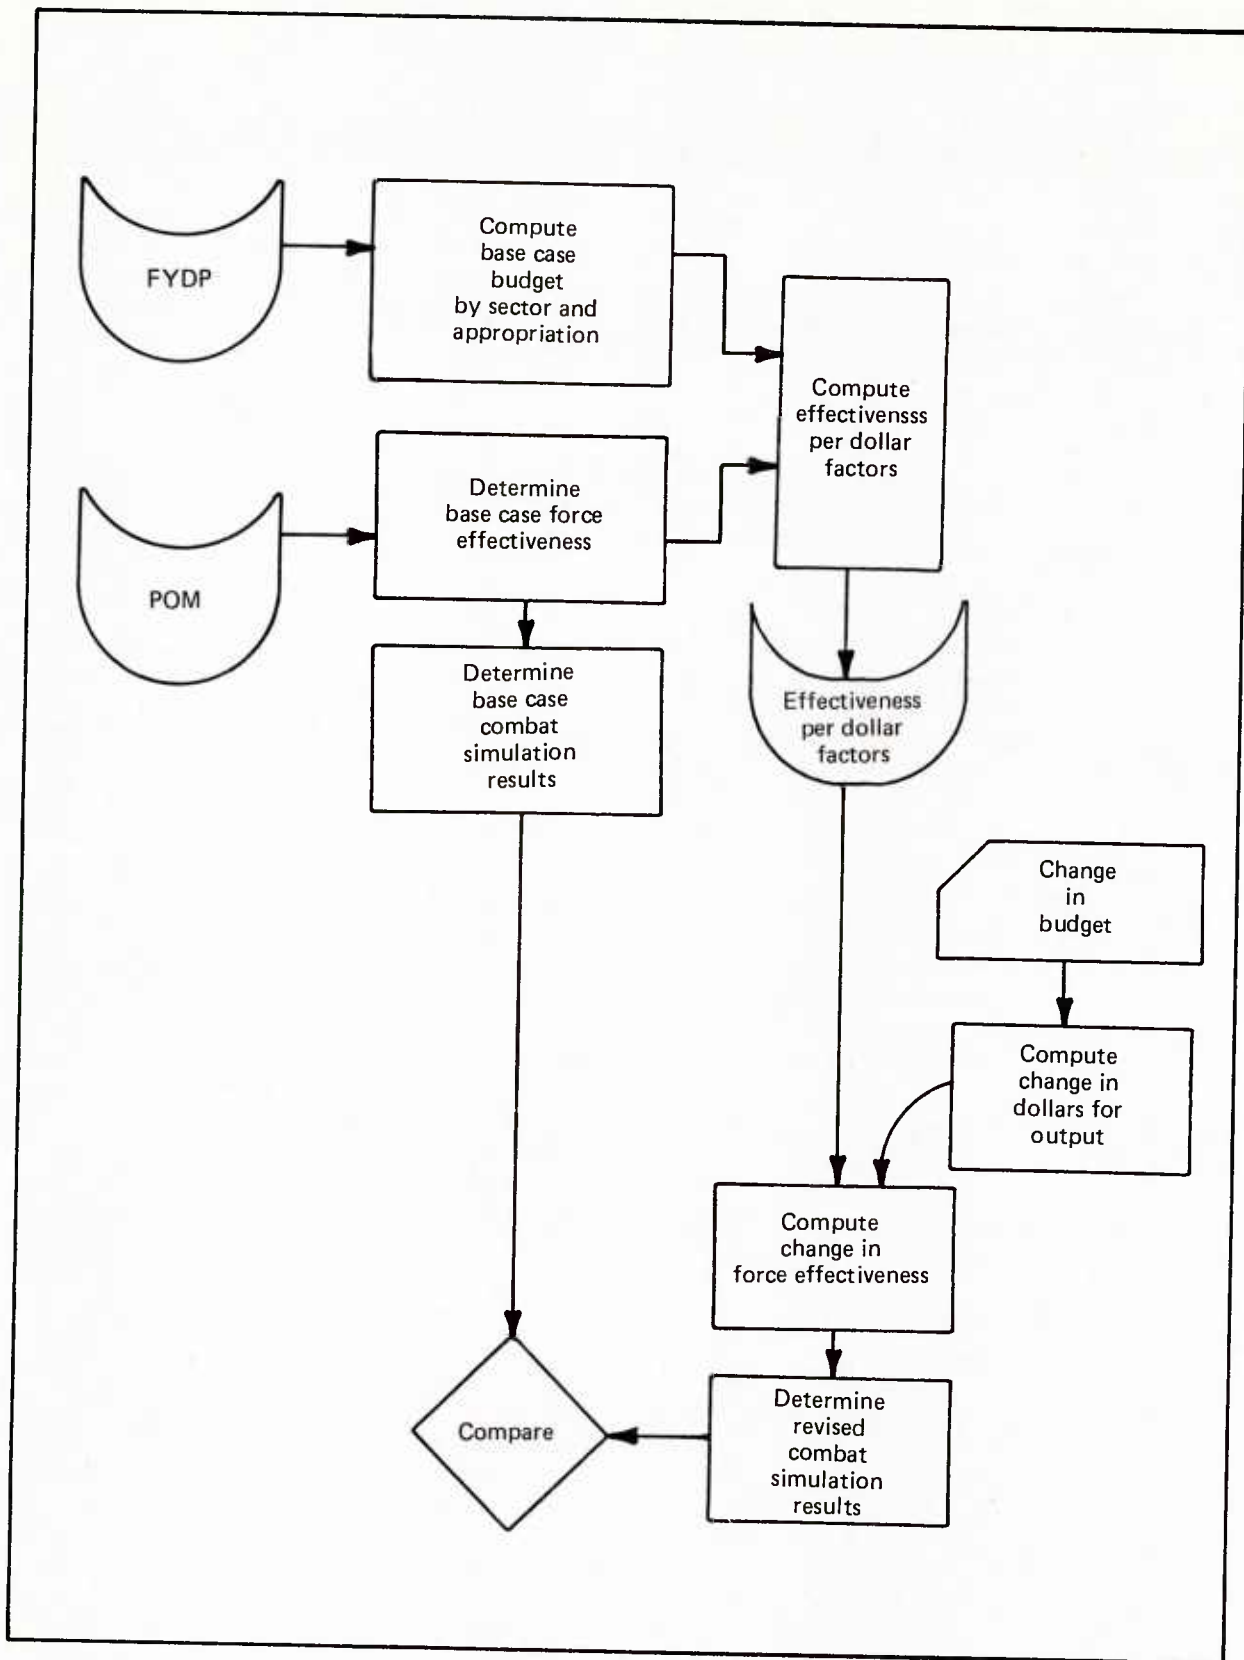 FYDP
Compute
base case
budget
by sector and
appropriation
Compute
effectivensss
per dollar
factors
POM
Determine
base case force
effectiveness
Determine
base case
combat
simulation
results
Effectiveness
per dollar
factors
Change
in
budget
Compute
change in
dollars for
output
Compute
change in
force effectiveness
Compare
Determine
revised
combat
simulation
results